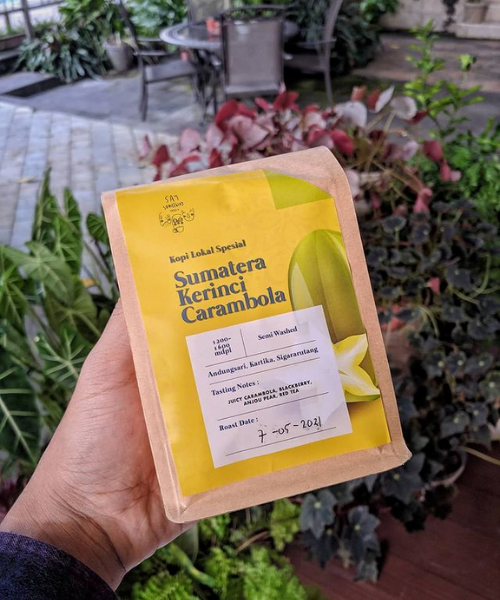 SAY
Kopi Lokal Spesial
Sumatera
Kerinci
Carambola
1200-
1600
mdpl
Semi Washed
Andungsari, Kartika, Sigararutang
Tasting Notes :
JUICY CARAMBOLA, BLACKBERRY,
ANJOU PEAR, RED TEA
Roast Date :
7-05-2021